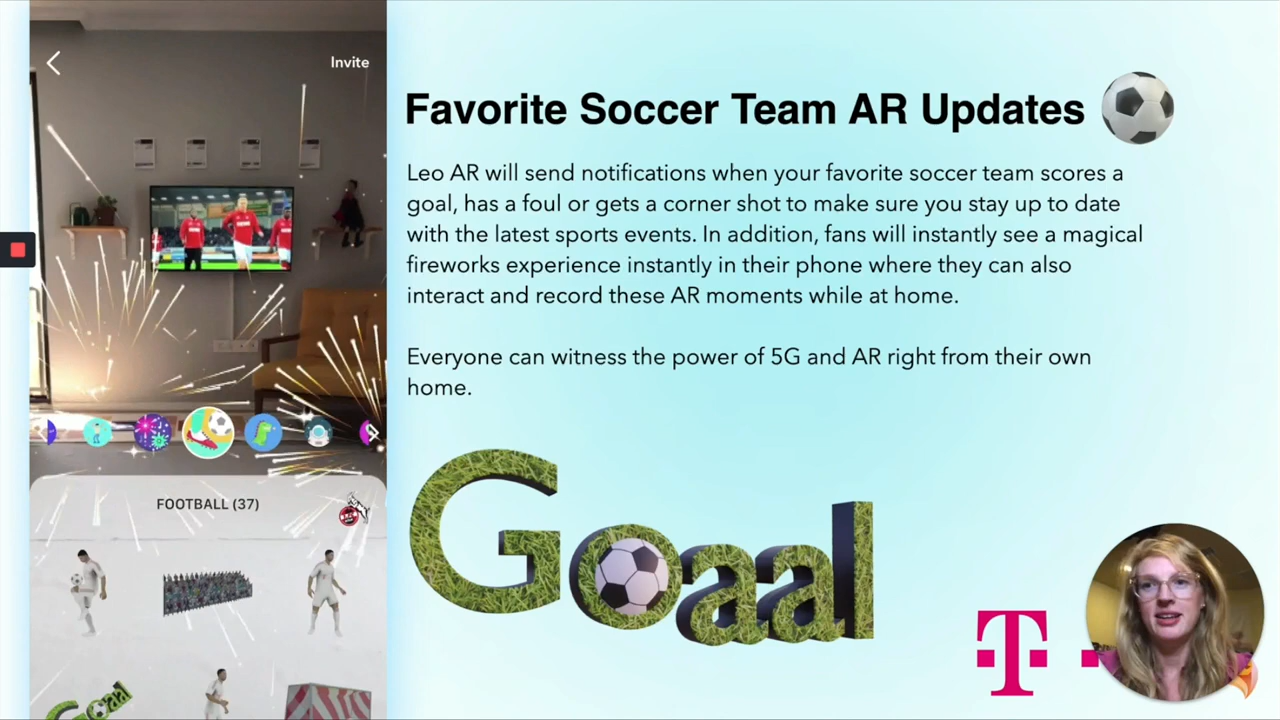 Invite
FOOTBALL (37)
Goaal
Favorite Soccer Team AR Updates
Leo AR will send notifications when your favorite soccer team scores a
goal, has a foul or gets a corner shot to make sure you stay up to date
with the latest sports events. In addition, fans will instantly see a magical
fireworks experience instantly in their phone where they can also
interact and record these AR moments while at home.
Everyone can witness the power of 5G and AR right from their own
home.
Goaal
T